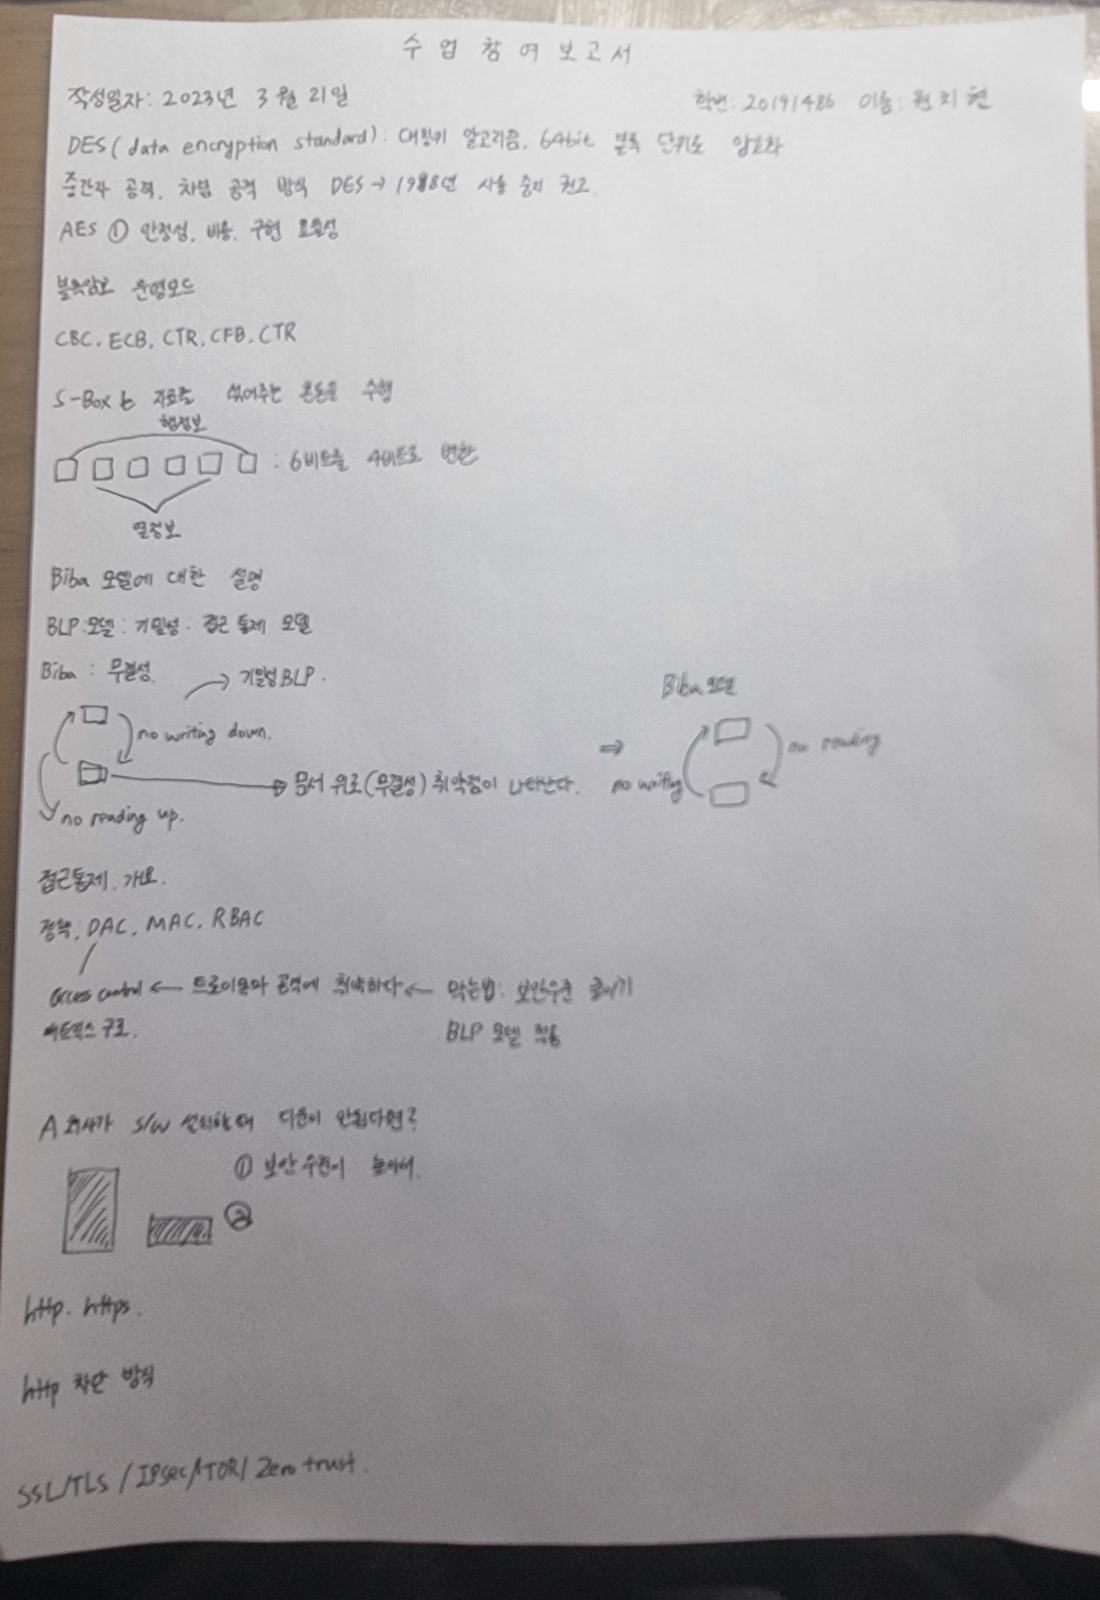 수업참여보고서
작성일자: 2023년 3월 21일
학번: 20191486 이름: 원지현
DES(data encryption standard): 대칭키 알고리즘, 64bit 블록 단위로 암호화
중간자 공격, 차분 공격 방식 DES → 1988년 사용 중지 권고.
AES ① 안정성, 비용, 구현 효율성
블록암호 운영모드
CBC, ECB, CTR, CFB, CTR
S-Box는 자료를 섞어주는 혼돈을 수행
행정보
: 6비트를 4비트로 변환
열정보
Biba 모델에 대한 설명
BLP 모델: 기밀성: 접근 통제 모델
Biba : 무결성.
→ 기밀성 BLP.
no writing down.
문서 위로(무결성) 취약점이 나타난다.
no reading up.
⇒
Biba 모델
no reading
no writing
접근통제. 개요.
정책. DAC, MAC, RBAC
access control ← 트로이목마 공격에 취약하다 ← 막는법: 보안수준 높이기
매트릭스 구조.
BLP 모델 적용
A 회사가 S/W 설치할때 다운이 안된다면?
① 보안수준이 높아서.
②
http. https.
http 차단 방식
SSL/TLS / IPsec / TOR / Zero trust.